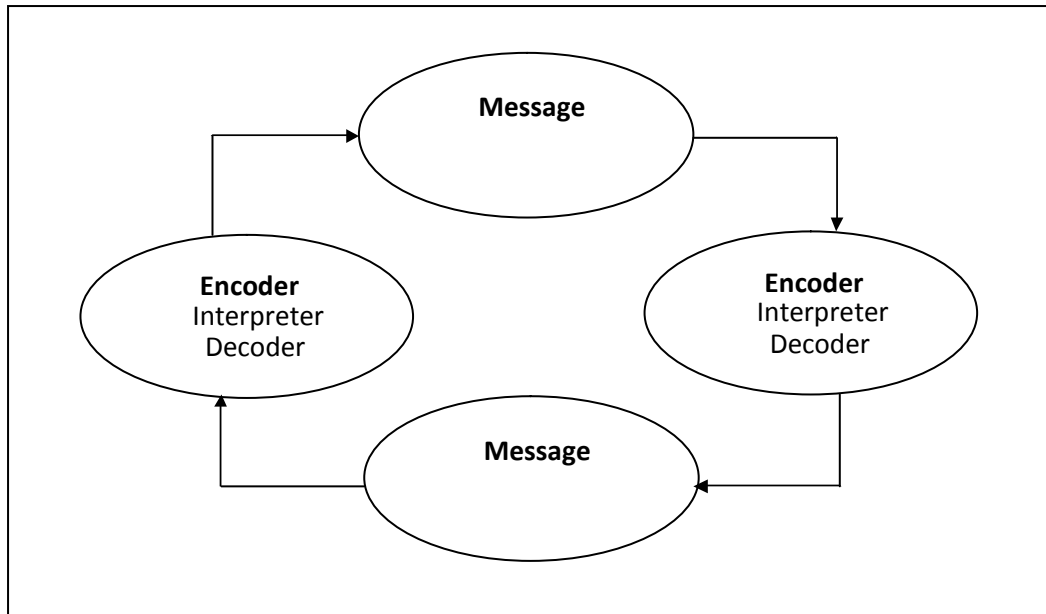 Message
Encoder
Interpreter
Decoder
Encoder
Interpreter
Decoder
Message